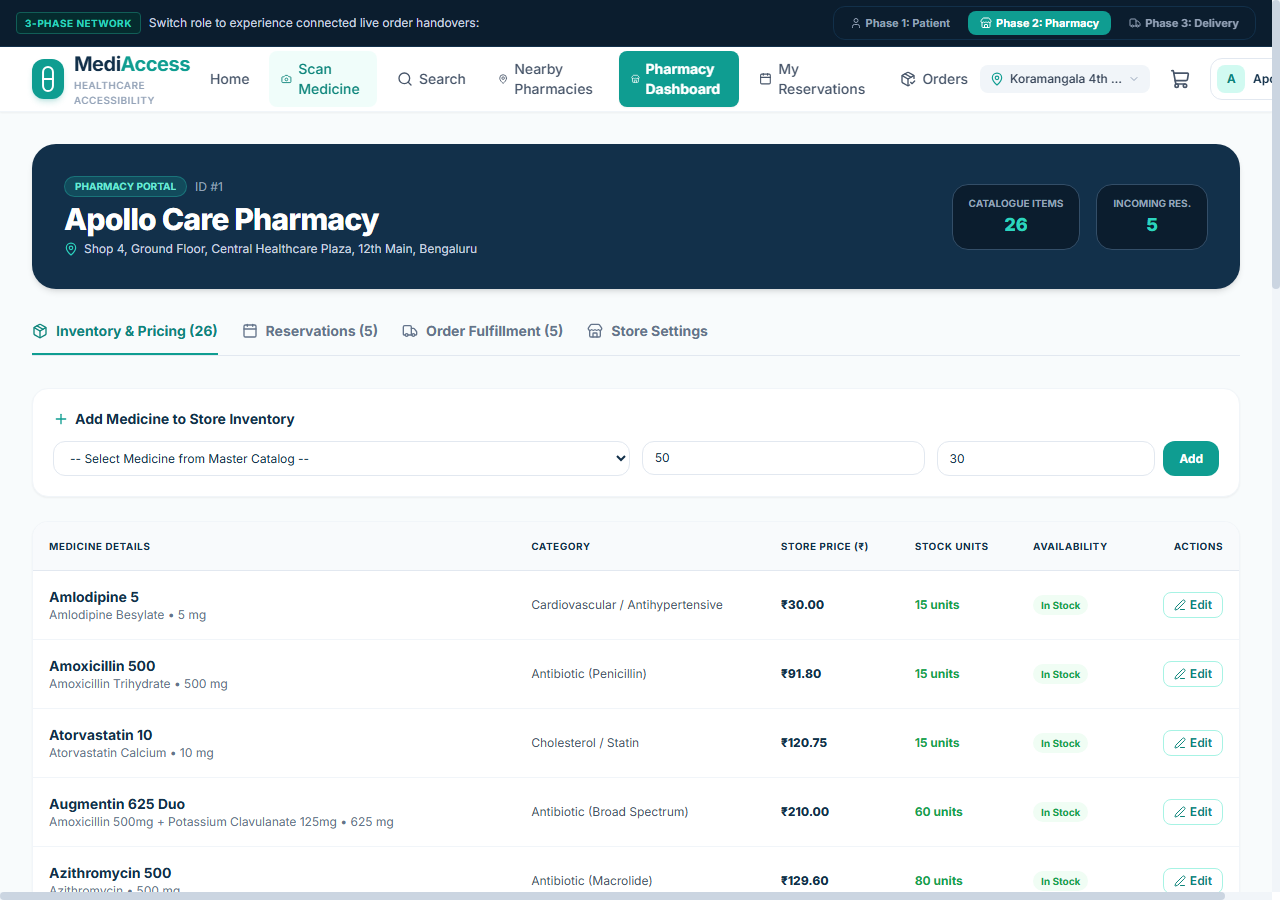 3-PHASE NETWORK Switch role to experience connected live order handovers: Phase 1: Patient Phase 2: Pharmacy Phase 3: Delivery
MediAccess
HEALTHCARE
ACCESSIBILITY
Home
Scan
Medicine
Search
Nearby
Pharmacies
Pharmacy
Dashboard
My
Reservations
Orders
Koramangala 4th ...
A
PHARMACY PORTAL ID #1
Apollo Care Pharmacy
Shop 4, Ground Floor, Central Healthcare Plaza, 12th Main, Bengaluru
CATALOGUE ITEMS
26
INCOMING RES.
5
Inventory & Pricing (26) Reservations (5) Order Fulfillment (5) Store Settings
Add Medicine to Store Inventory
-- Select Medicine from Master Catalog -- 50 30 Add
MEDICINE DETAILS CATEGORY STORE PRICE (₹) STOCK UNITS AVAILABILITY ACTIONS
Amlodipine 5
Amlodipine Besylate • 5 mg
Cardiovascular / Antihypertensive ₹30.00 15 units In Stock Edit
Amoxicillin 500
Amoxicillin Trihydrate • 500 mg
Antibiotic (Penicillin) ₹91.80 15 units In Stock Edit
Atorvastatin 10
Atorvastatin Calcium • 10 mg
Cholesterol / Statin ₹120.75 15 units In Stock Edit
Augmentin 625 Duo
Amoxicillin 500mg + Potassium Clavulanate 125mg • 625 mg
Antibiotic (Broad Spectrum) ₹210.00 60 units In Stock Edit
Azithromycin 500
Azithromycin • 500 mg
Antibiotic (Macrolide) ₹129.60 80 units In Stock Edit